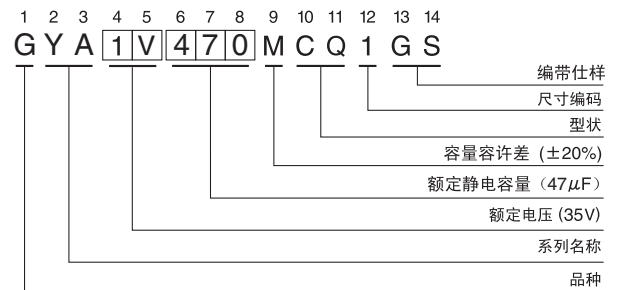 1 2 3 4 5 6 7 8 9 10 11 12 13 14
G Y A 1 V 4 7 0 M C Q 1 G S
编带仕样
尺寸编码
型状
容量容许差 (±20%)
额定静电容量（47μF）
额定电压 (35V)
系列名称
品种